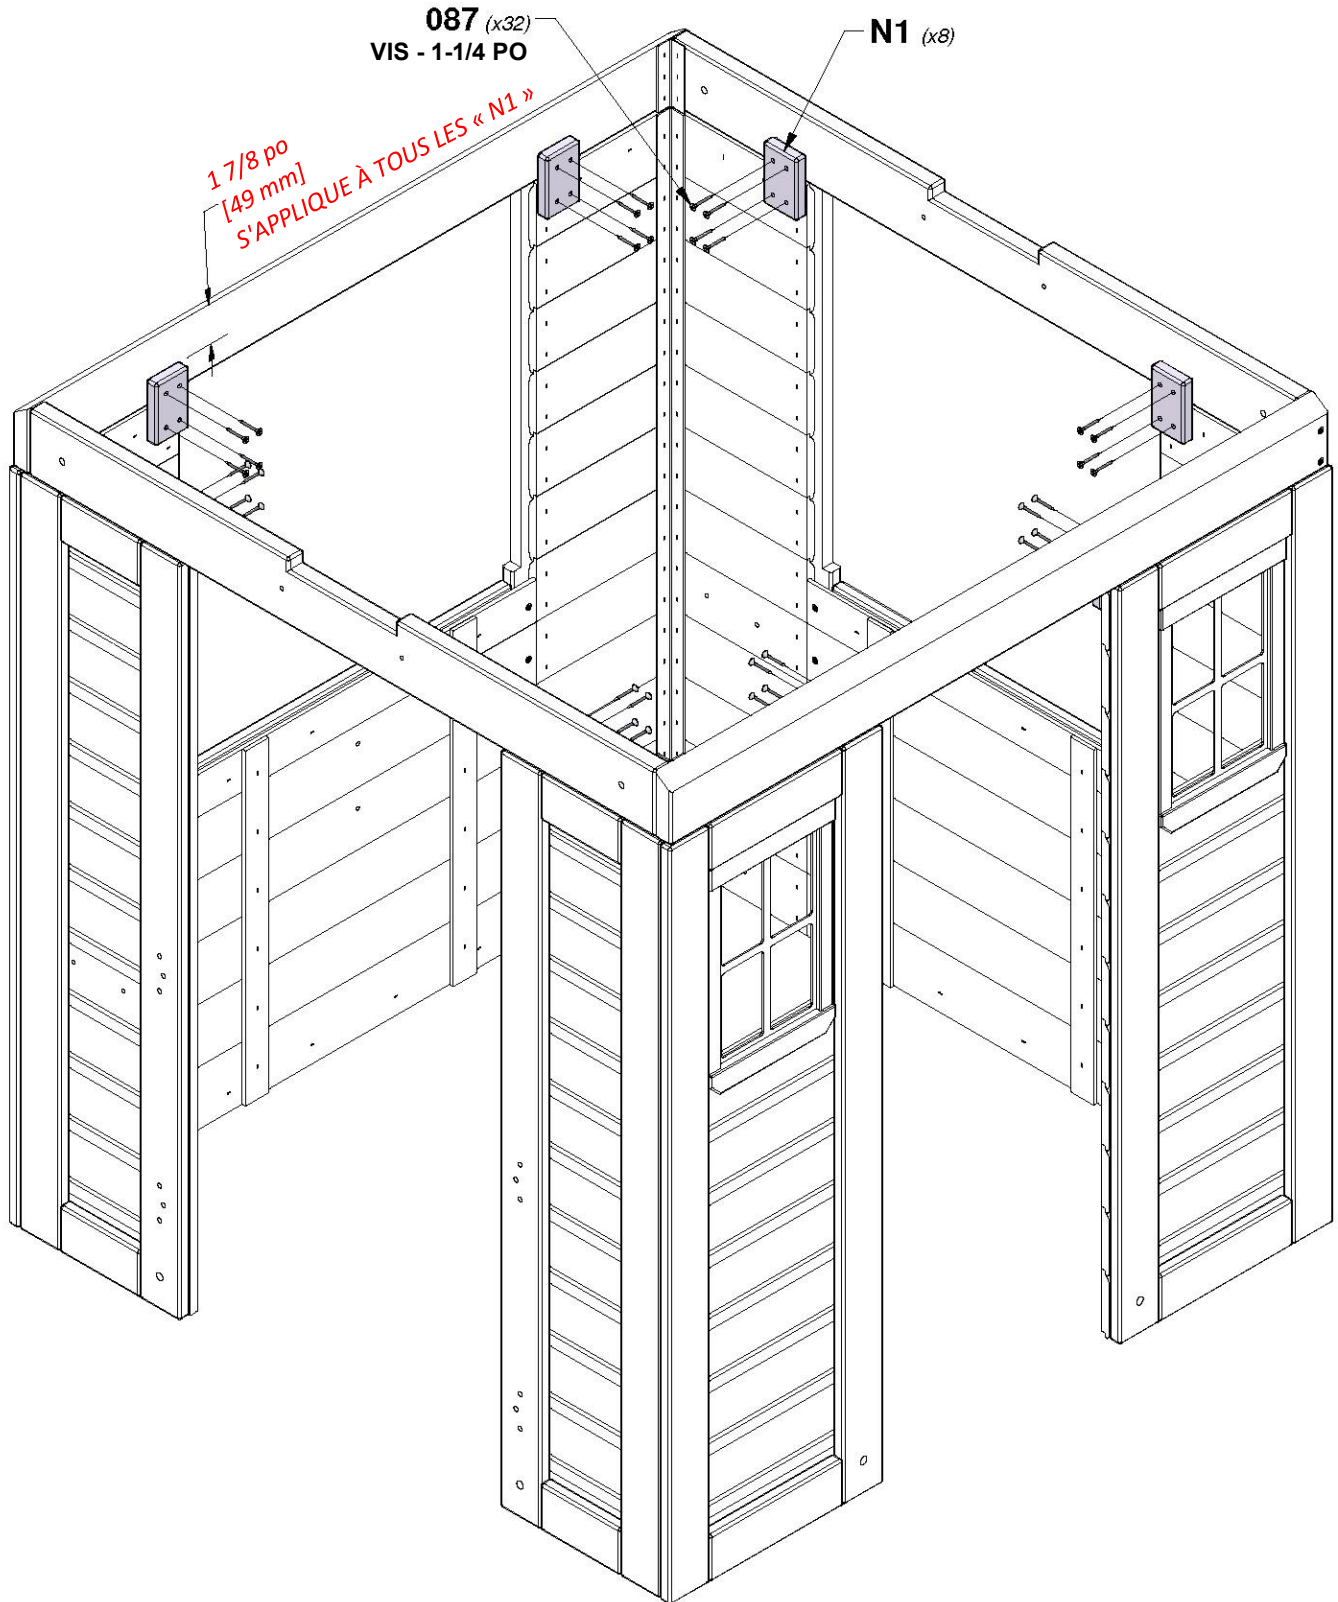 087 (x32)
VIS - 1-1/4 PO
N1 (x8)
1 7/8 po
[49 mm]
S'APPLIQUE À TOUS LES « N1 »